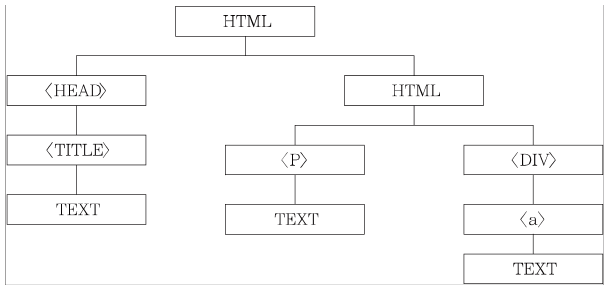 HTML
〈HEAD〉
HTML
〈TITLE〉
〈P〉
〈DIV〉
TEXT
TEXT
〈a〉
TEXT